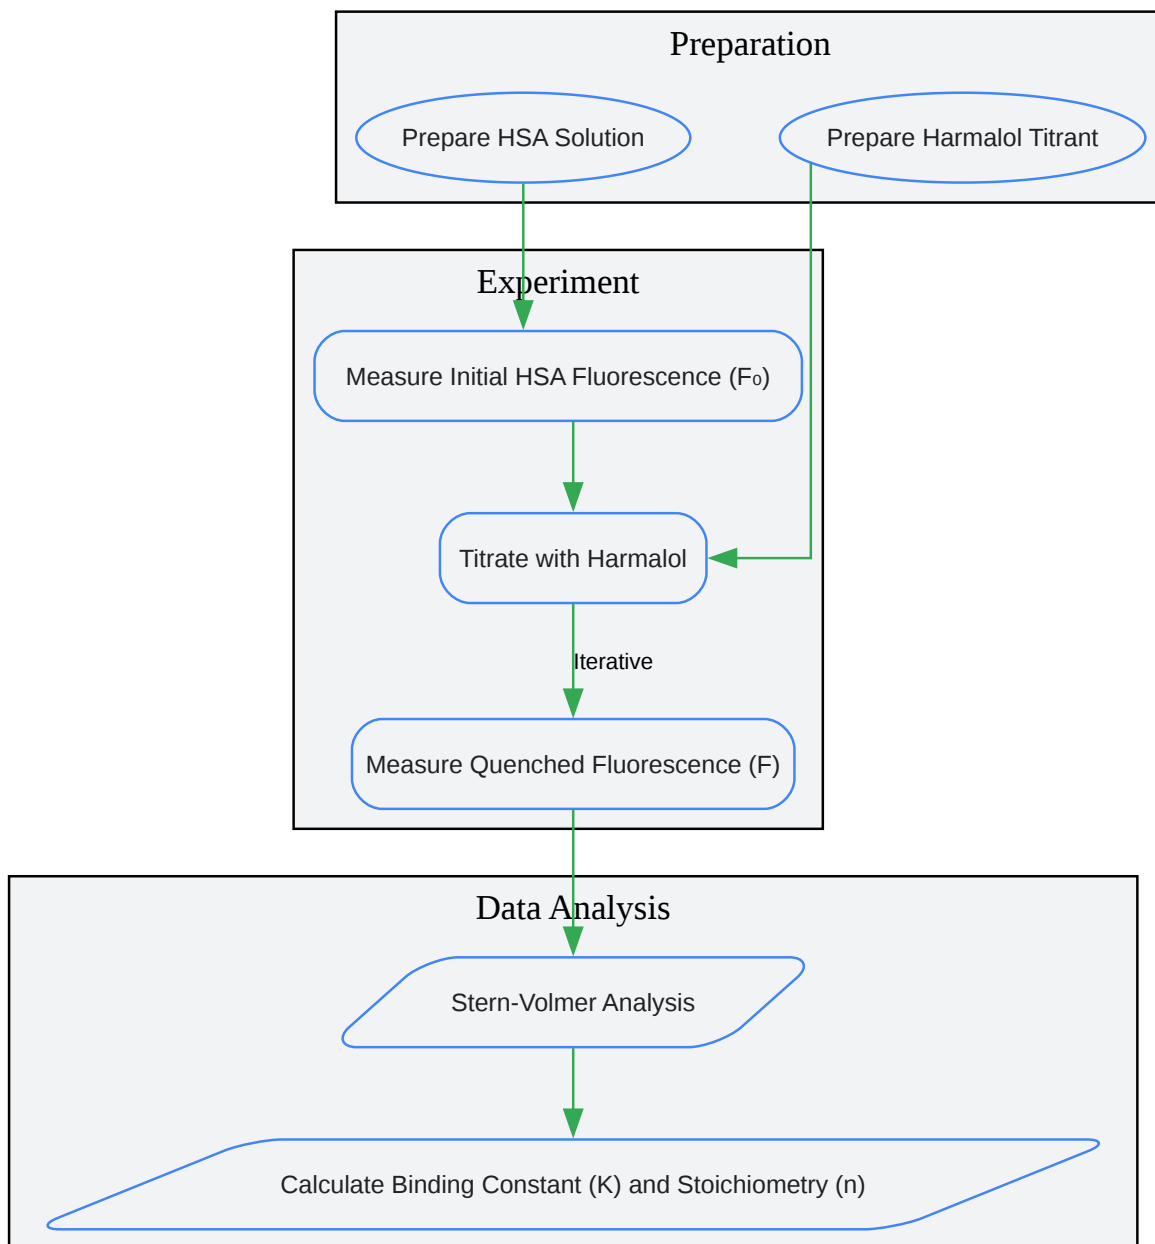 Preparation
Prepare HSA Solution
Prepare Harmalol Titrant
Experiment
Measure Initial HSA Fluorescence (F₀)
Titrate with Harmalol
Iterative
Measure Quenched Fluorescence (F)
Data Analysis
Stern-Volmer Analysis
Calculate Binding Constant (K) and Stoichiometry (n)